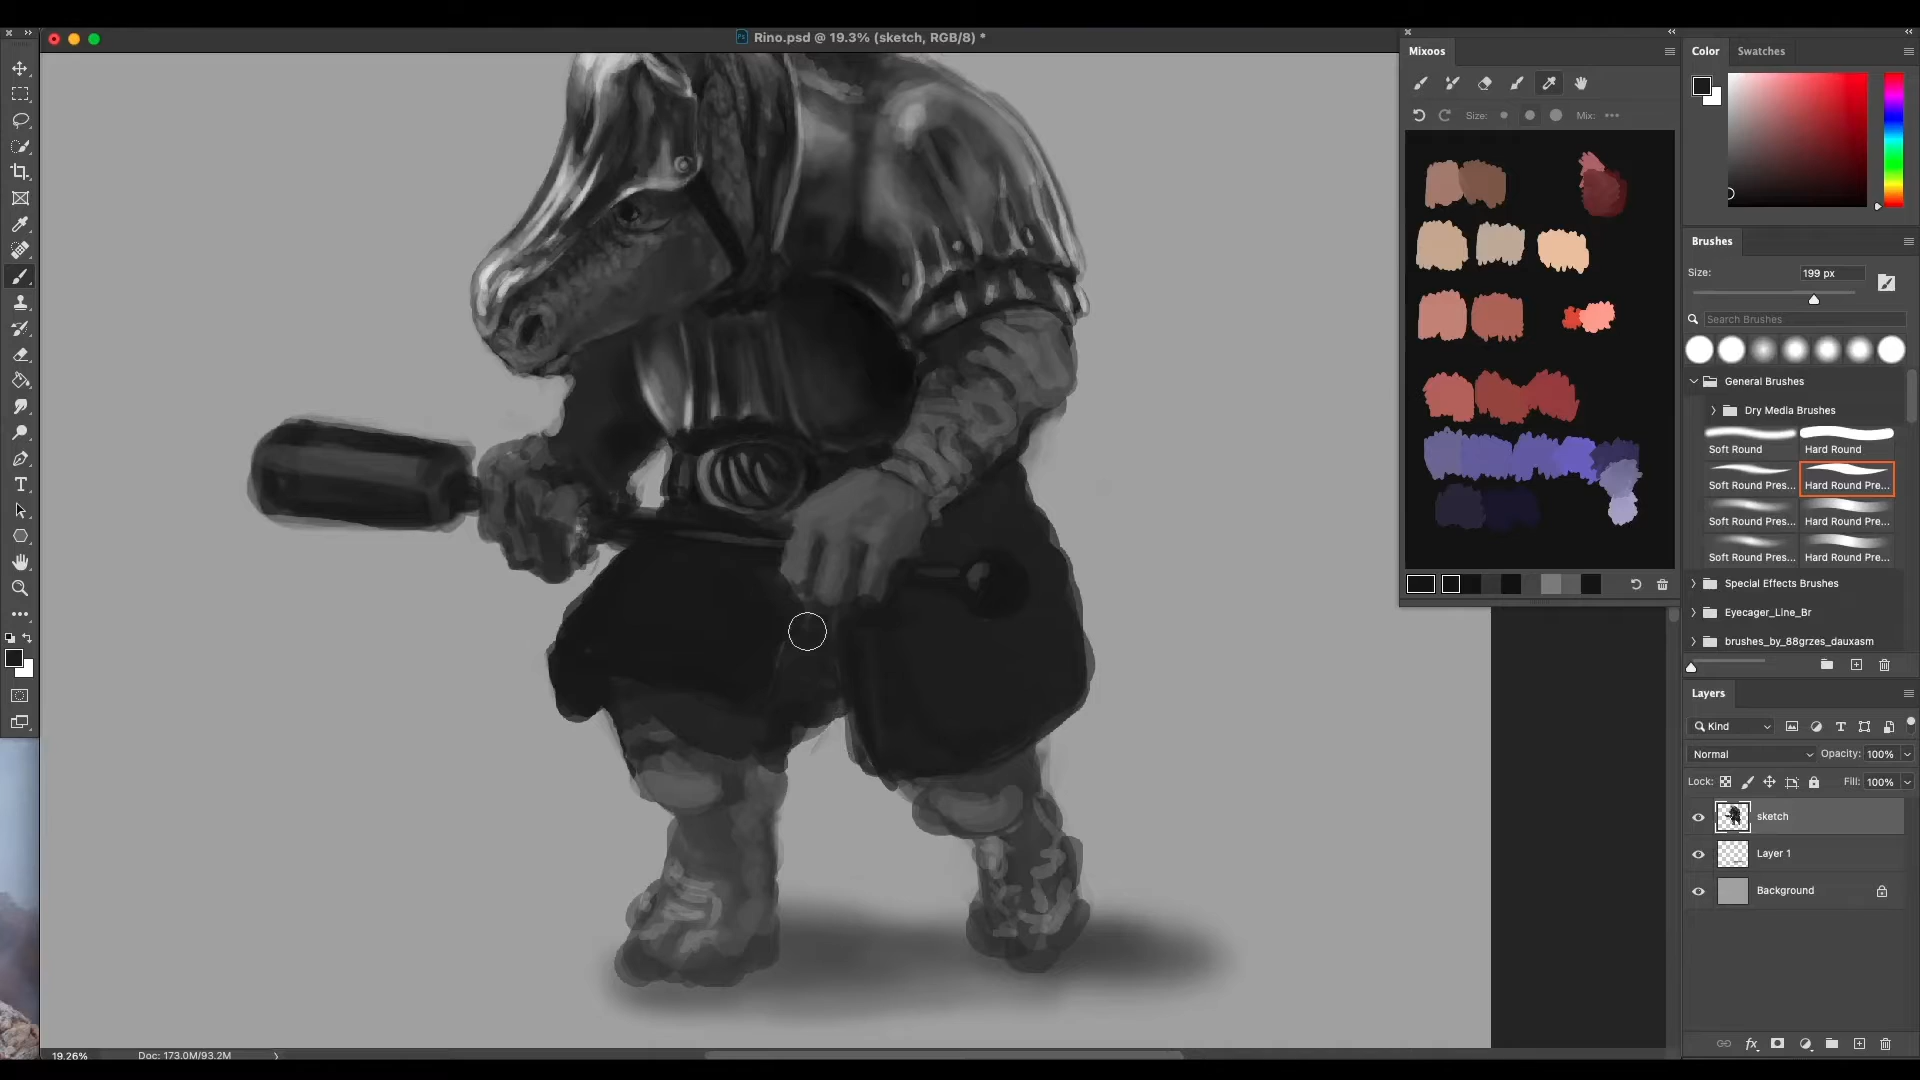 Rino.psd @ 19.3% (sketch, RGB/8) *
Mixoos
Size:
Mix:
Color
Swatches
Brushes
Size:
199 px
Search Brushes
General Brushes
Dry Media Brushes
Soft Round
Hard Round
Soft Round Pres...
Hard Round Pre...
Soft Round Pres...
Hard Round Pre...
Soft Round Pres...
Hard Round Pre...
Special Effects Brushes
Eyecager_Line_Br
brushes_by_88grzes_dauxasm
Layers
Kind
Normal
Opacity: 100%
Lock:
Fill: 100%
sketch
Layer 1
Background
fx
19.26%
Doc: 173.0M/93.2M